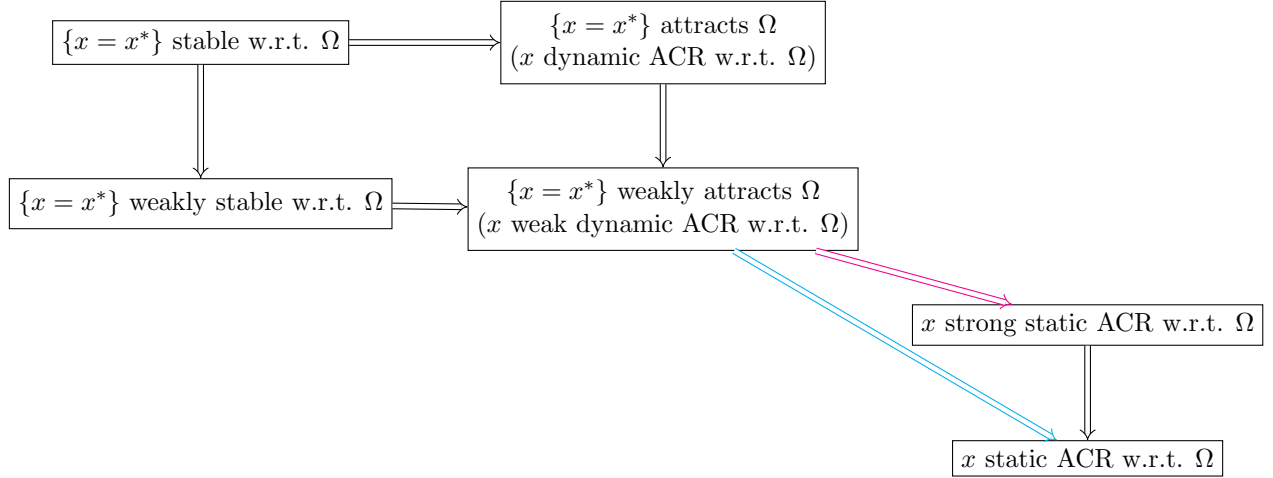 {x = x*} stable w.r.t. Ω
{x = x*} attracts Ω
(x dynamic ACR w.r.t. Ω)
{x = x*} weakly stable w.r.t. Ω
{x = x*} weakly attracts Ω
(x weak dynamic ACR w.r.t. Ω)
x strong static ACR w.r.t. Ω
x static ACR w.r.t. Ω